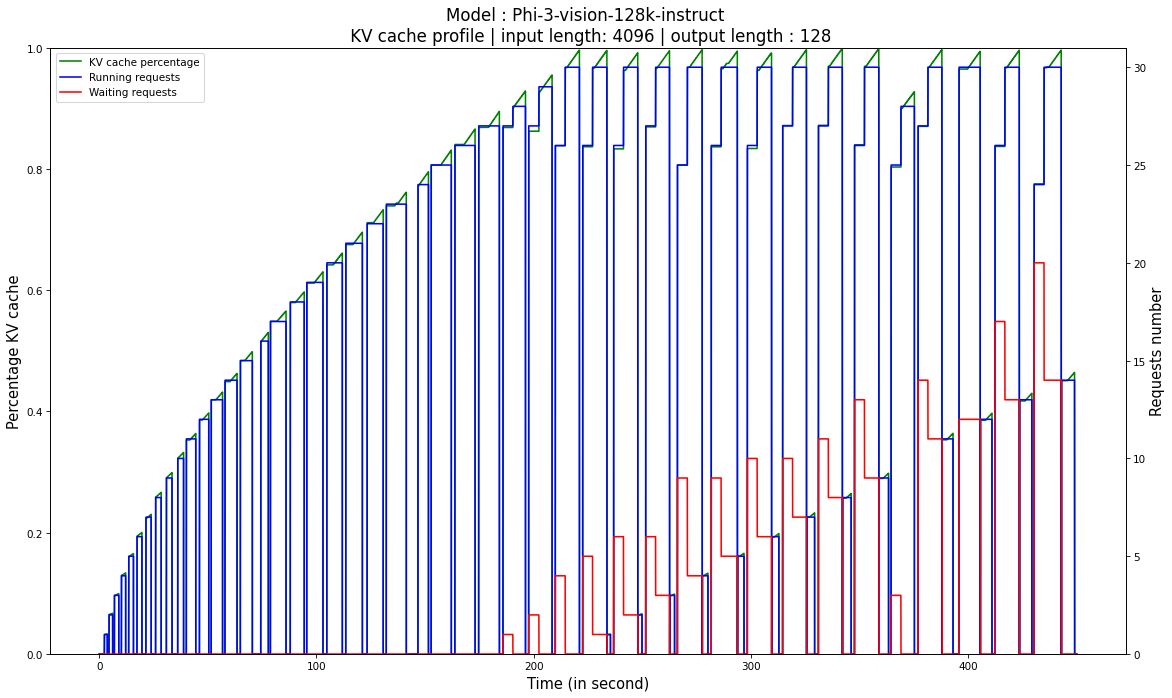 Model : Phi-3-vision-128k-instruct
KV cache profile | input length: 4096 | output length : 128
KV cache percentage
Running requests
Waiting requests
Percentage KV cache
1.0
0.8
0.6
0.4
0.2
0.0
30
25
20
15
10
5
0
Requests number
0 100 200 300 400
Time (in second)